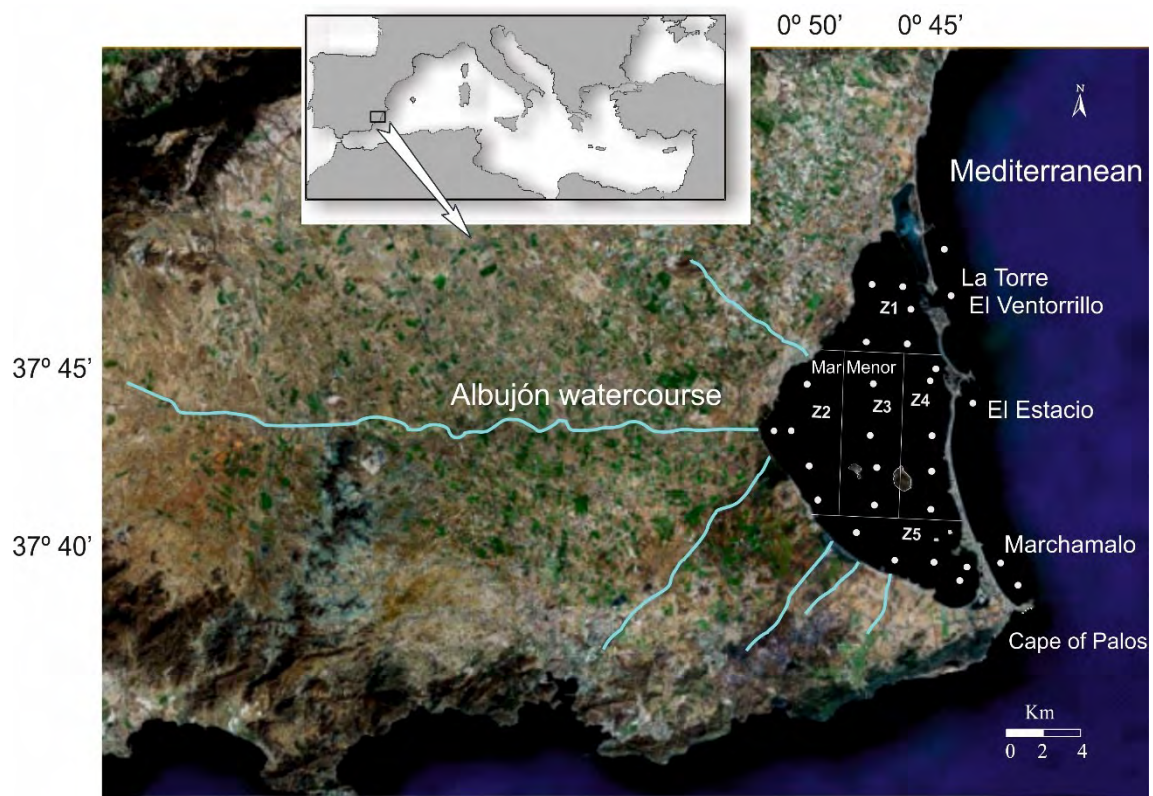 0º 50’ 0º 45’
N
Mediterranean
La Torre
Z1
El Ventorrillo
37º 45’
Mar Menor
Albujón watercourse
Z2 Z3 Z4
El Estacio
37º 40’
Z5
Marchamalo
Cape of Palos
Km
0 2 4